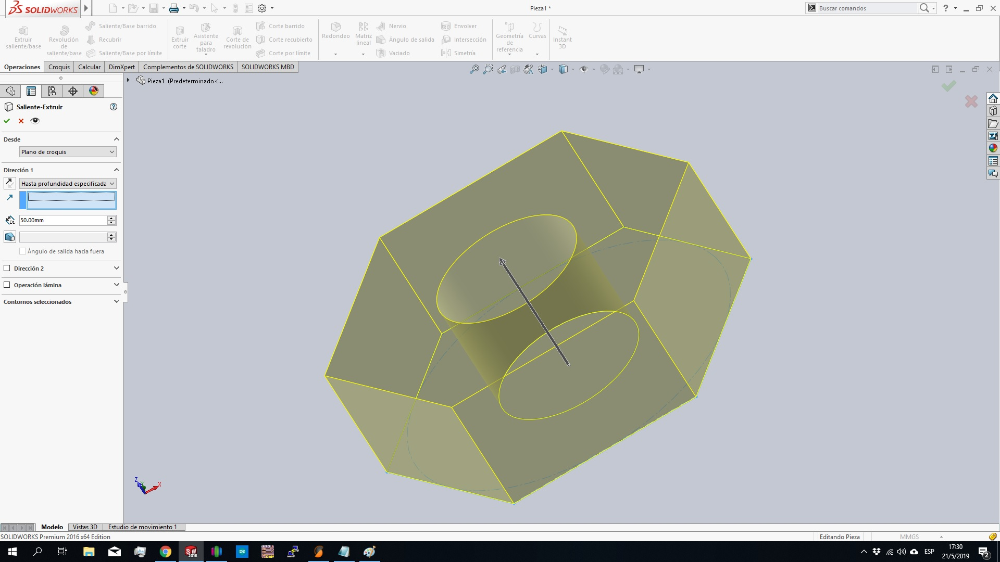 SOLIDWORKS
Pieza1 *
Buscar comandos
Extruir saliente/base
Revolución de saliente/base
Saliente/Base barrido
Recubrir
Saliente/Base por límite
Extruir corte
Asistente para taladro
Corte de revolución
Corte barrido
Corte recubierto
Corte por límite
Redondeo
Matriz lineal
Nervio
Ángulo de salida
Vaciado
Envolver
Intersección
Simetría
Geometría de referencia
Curvas
Instant 3D
Operaciones
Croquis
Calcular
DimXpert
Complementos de SOLIDWORKS
SOLIDWORKS MBD
Pieza1 (Predeterminado<...
Saliente-Extruir
Desde
Plano de croquis
Dirección 1
Hasta profundidad especificada
D1
50.00mm
Ángulo de salida hacia fuera
Dirección 2
Operación lámina
Contornos seleccionados
Z
Y
X
Modelo
Vistas 3D
Estudio de movimiento 1
SOLIDWORKS Premium 2016 x64 Edition
Editando Pieza
MMGS
SW
2016
ESP
17:30
21/5/2019
2